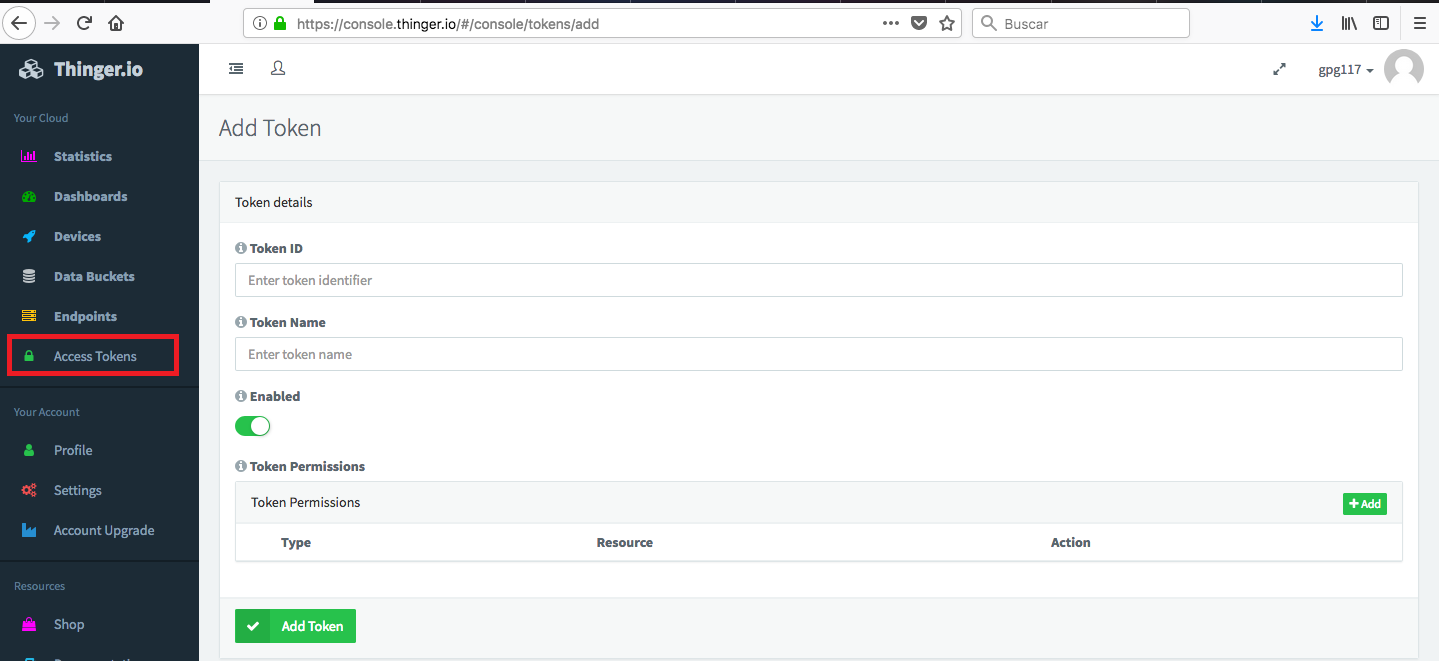 https://console.thinger.io/#/console/tokens/add
Buscar
Thinger.io
gpg117
Your Cloud
Statistics
Dashboards
Devices
Data Buckets
Endpoints
Access Tokens
Your Account
Profile
Settings
Account Upgrade
Resources
Shop
Add Token
Token details
Token ID
Enter token identifier
Token Name
Enter token name
Enabled
Token Permissions
Token Permissions
Add
Type Resource Action
Add Token